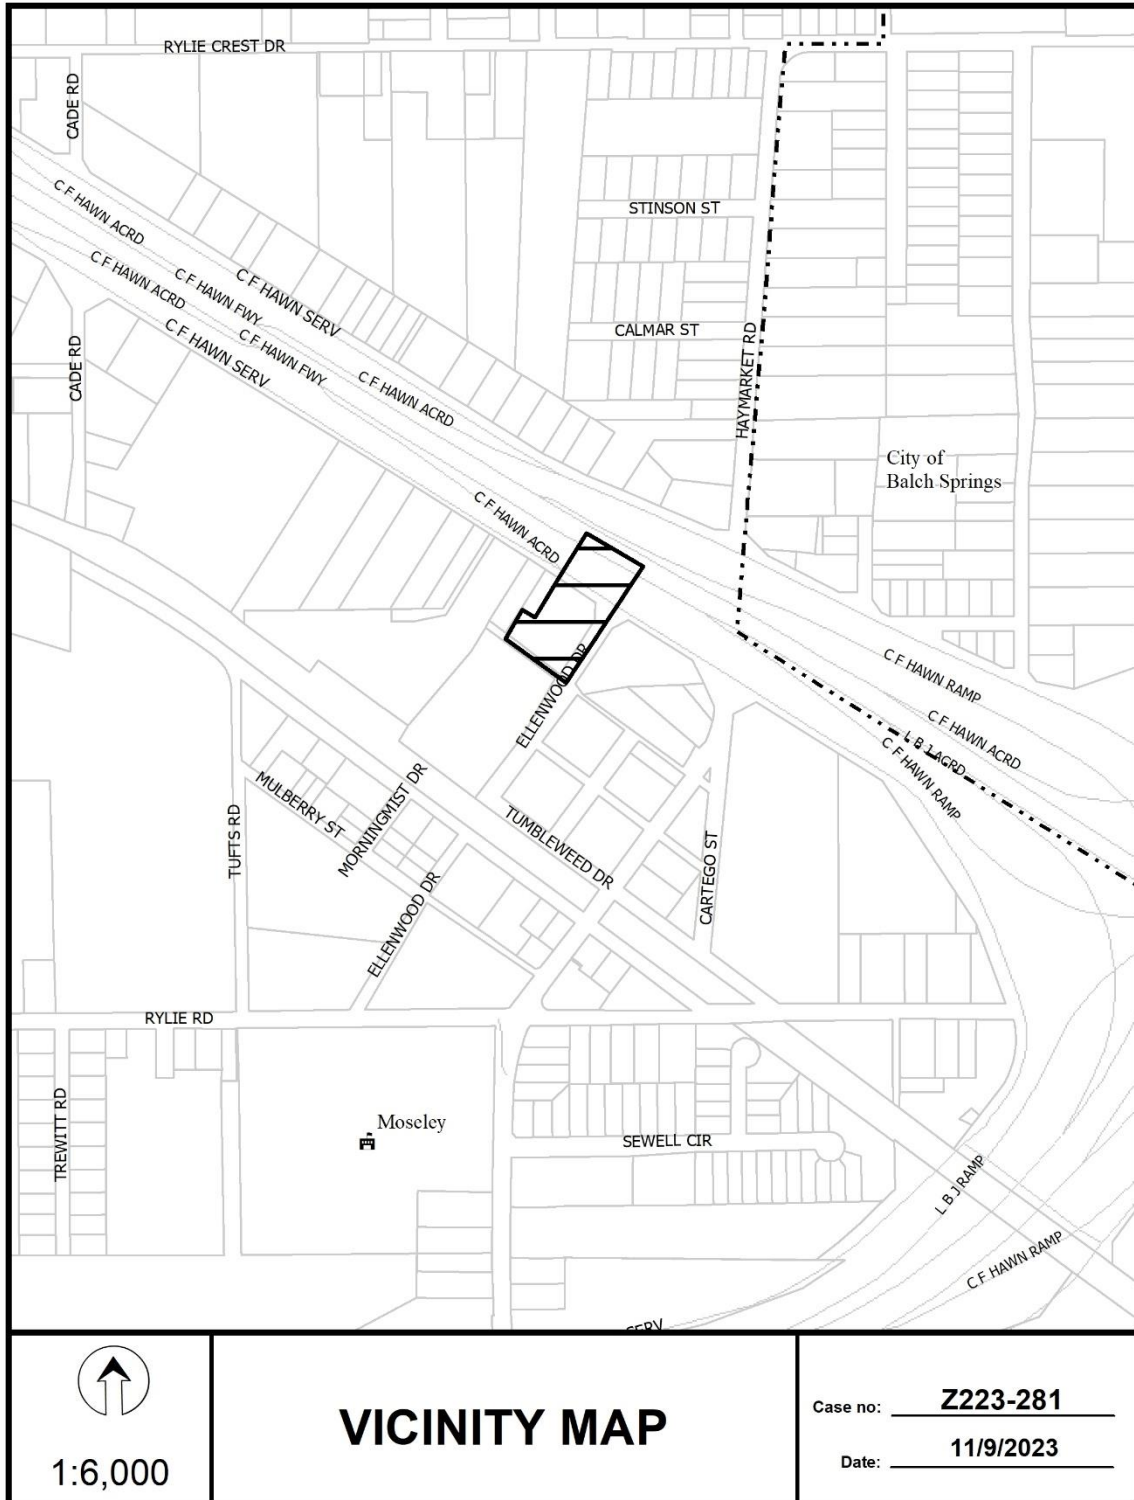 RYLIE CREST DR
CADE RD
C F HAWN ACRD
STINSON ST
C F HAWN ACRD
C F HAWN FWY
C F HAWN SERV
C F HAWN SERV
C F HAWN FWY
CALMAR ST
CADE RD
C F HAWN ACRD
HAYMARKET RD
City of
Balch Springs
C F HAWN ACRD
C F HAWN RAMP
ELLENWOOD DR
C F HAWN ACRD
L B J ACRD
C F HAWN RAMP
MULBERRY ST
MORNINGMIST DR
TUFTS RD
TUMBLEWEED DR
CARTEGO ST
ELLENWOOD DR
RYLIE RD
TREWITT RD
Moseley
SEWELL CIR
L B J RAMP
C F HAWN RAMP
SERV
1:6,000
VICINITY MAP
Case no: Z223-281
Date: 11/9/2023